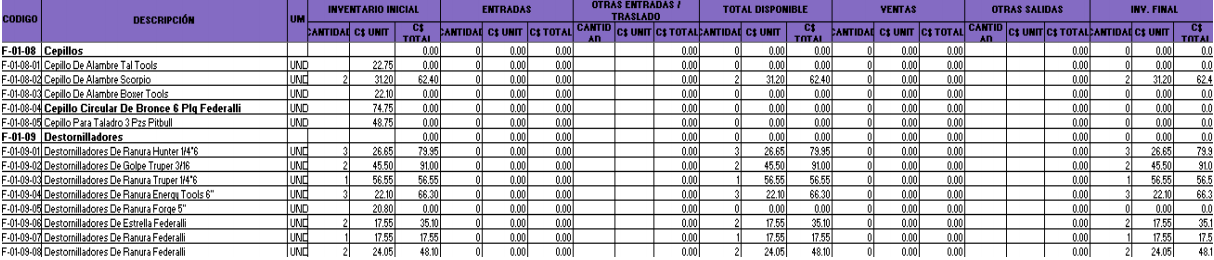 CODIGO DESCRIPCIÓN UM INVENTARIO INICIAL ENTRADAS OTRAS ENTRADAS / TRASLADO TOTAL DISPONIBLE VENTAS OTRAS SALIDAS INV. FINAL
CANTIDAD C$ UNIT C$ TOTAL CANTIDAD C$ UNIT C$ TOTAL CANTIDAD C$ UNIT C$ TOTAL CANTIDAD C$ UNIT C$ TOTAL CANTIDAD C$ UNIT C$ TOTAL CANTIDAD C$ UNIT C$ TOTAL CANTIDAD C$ UNIT C$ TOTAL
F-01-08 Cepillos 0.00 0 0.00 0.00 0.00 0 0.00 0.00 0 0.00 0.00 0.00 0 0.00 0.0
F-01-08-01 Cepillo De Alambre Tal Tools UND 22.75 0.00 0 0.00 0.00 0.00 0 0.00 0.00 0 0.00 0.00 0.00 0 0.00 0.0
F-01-08-02 Cepillo De Alambre Scorpio UND 2 31.20 62.40 0 0.00 0.00 0.00 2 31.20 62.40 0 0.00 0.00 0.00 2 31.20 62.4
F-01-08-03 Cepillo De Alambre Boxer Tools UND 22.10 0.00 0 0.00 0.00 0.00 0 0.00 0.00 0 0.00 0.00 0.00 0 0.00 0.0
F-01-08-04 Cepillo Circular De Bronce 6 Plq Federalli UND 74.75 0.00 0 0.00 0.00 0.00 0 0.00 0.00 0 0.00 0.00 0.00 0 0.00 0.0
F-01-08-05 Cepillo Para Taladro 3 Pzs Pitbull UND 48.75 0.00 0 0.00 0.00 0.00 0 0.00 0.00 0 0.00 0.00 0.00 0 0.00 0.0
F-01-09 Destornilladores 0.00 0 0.00 0.00 0.00 0 0.00 0.00 0 0.00 0.00 0.00 0 0.00 0.0
F-01-09-01 Destornilladores De Ranura Hunter 1/4"6 UND 3 26.65 79.95 0 0.00 0.00 0.00 3 26.65 79.95 0 0.00 0.00 0.00 3 26.65 79.9
F-01-09-02 Destornilladores De Golpe Truper 3/16 UND 2 45.50 91.00 0 0.00 0.00 0.00 2 45.50 91.00 0 0.00 0.00 0.00 2 45.50 91.0
F-01-09-03 Destornilladores De Ranura Truper 1/4"6 UND 1 56.55 56.55 0 0.00 0.00 0.00 1 56.55 56.55 0 0.00 0.00 0.00 1 56.55 56.5
F-01-09-04 Destornilladores De Ranura Energy Tools 6" UND 3 22.10 66.30 0 0.00 0.00 0.00 3 22.10 66.30 0 0.00 0.00 0.00 3 22.10 66.3
F-01-09-05 Destornilladores De Ranura Forge 5" UND 20.80 0.00 0 0.00 0.00 0.00 0 0.00 0.00 0 0.00 0.00 0.00 0 0.00 0.0
F-01-09-06 Destornilladores De Estrella Federalli UND 2 17.55 35.10 0 0.00 0.00 0.00 2 17.55 35.10 0 0.00 0.00 0.00 2 17.55 35.1
F-01-09-07 Destornilladores De Ranura Federalli UND 1 17.55 17.55 0 0.00 0.00 0.00 1 17.55 17.55 0 0.00 0.00 0.00 1 17.55 17.5
F-01-09-08 Destornilladores De Ranura Federalli UND 2 24.05 48.10 0 0.00 0.00 0.00 2 24.05 48.10 0 0.00 0.00 0.00 2 24.05 48.1